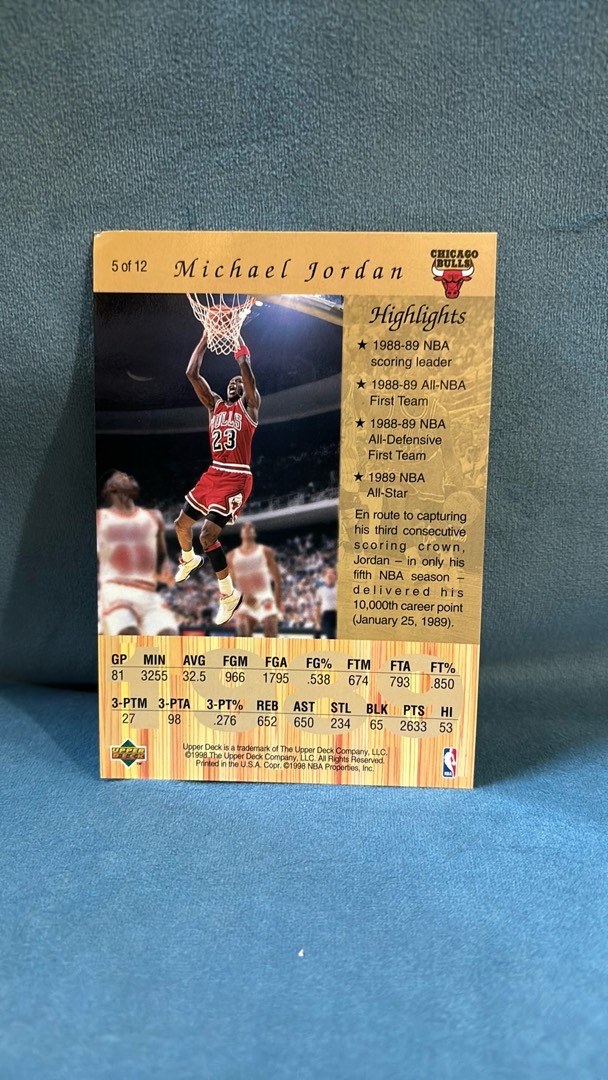 5 of 12
Michael Jordan
CHICAGO
BULLS
Highlights
★ 1988-89 NBA
scoring leader
★ 1988-89 All-NBA
First Team
★ 1988-89 NBA
All-Defensive
First Team
★ 1989 NBA
All-Star
En route to capturing
his third consecutive
scoring crown,
Jordan – in only his
fifth NBA season –
delivered his
10,000th career point
(January 25, 1989).
BULLS
23
GP MIN AVG FGM FGA FG% FTM FTA FT%
81 3255 32.5 966 1795 .538 674 793 .850
3-PTM 3-PTA 3-PT% REB AST STL BLK PTS HI
27 98 .276 652 650 234 65 2633 53
Upper Deck is a trademark of The Upper Deck Company, LLC.
©1998 The Upper Deck Company, LLC. All Rights Reserved.
Printed in the U.S.A. Copr. ©1998 NBA Properties, Inc.
UPPER
DECK
TM
NBA